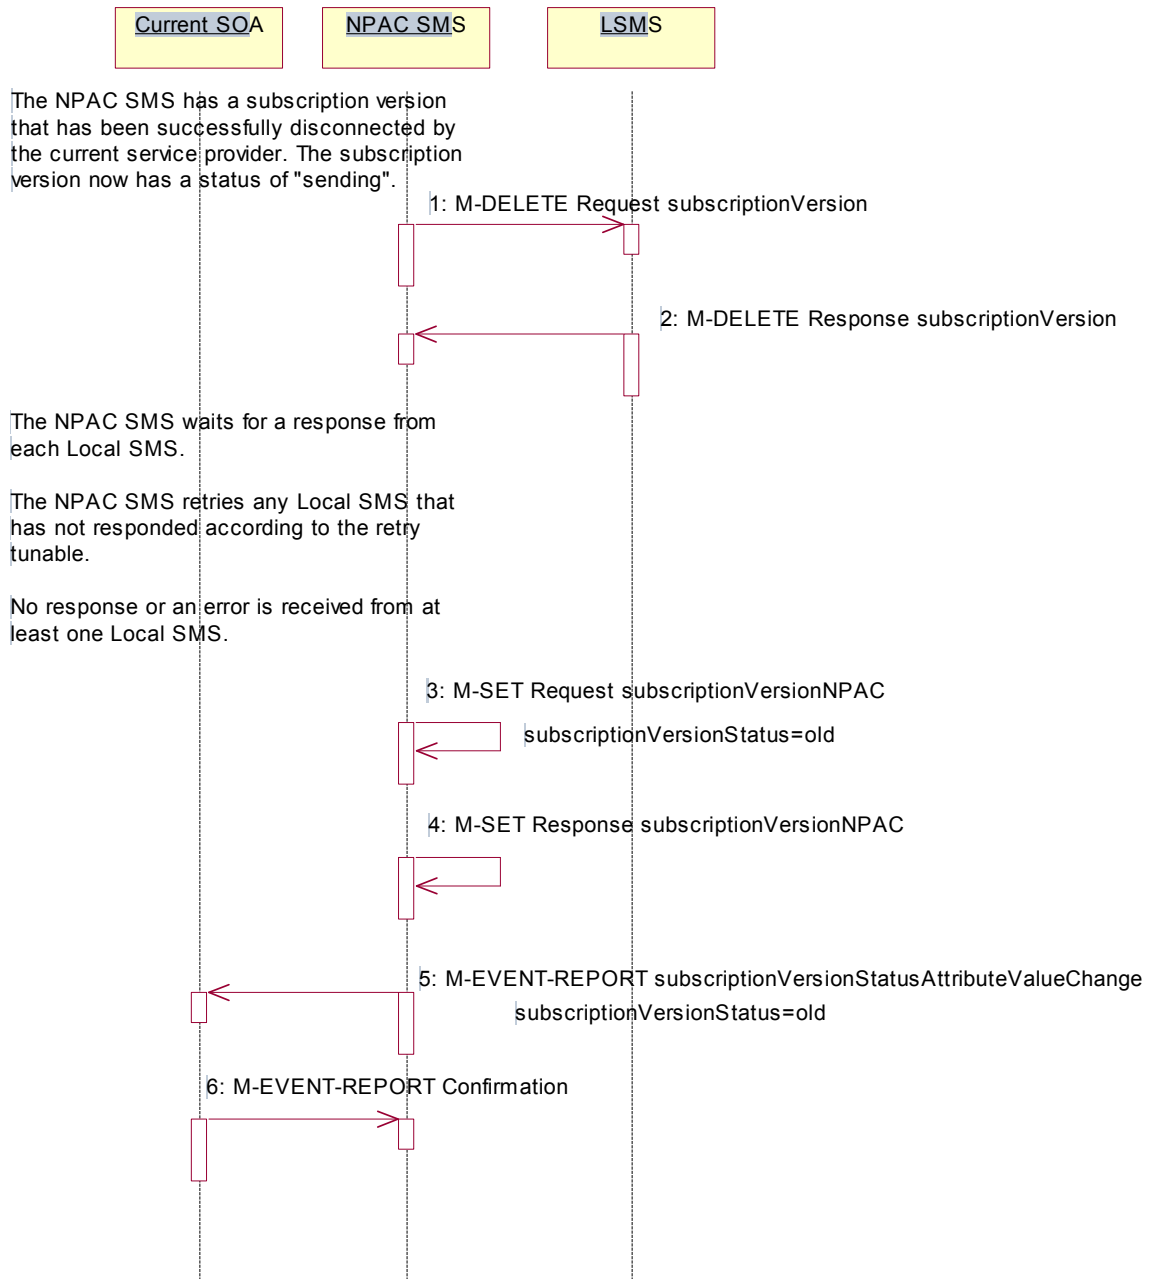 Current SOA
NPAC SMS
LSMS
The NPAC SMS has a subscription version
that has been successfully disconnected by
the current service provider. The subscription
version now has a status of "sending".
1: M-DELETE Request subscriptionVersion
2: M-DELETE Response subscriptionVersion
The NPAC SMS waits for a response from
each Local SMS.
The NPAC SMS retries any Local SMS that
has not responded according to the retry
tunable.
No response or an error is received from at
least one Local SMS.
3: M-SET Request subscriptionVersionNPAC
subscriptionVersionStatus=old
4: M-SET Response subscriptionVersionNPAC
5: M-EVENT-REPORT subscriptionVersionStatusAttributeValueChange
subscriptionVersionStatus=old
6: M-EVENT-REPORT Confirmation